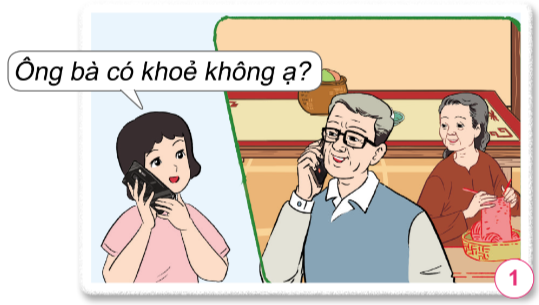 Ông bà có khoẻ không ạ?
1